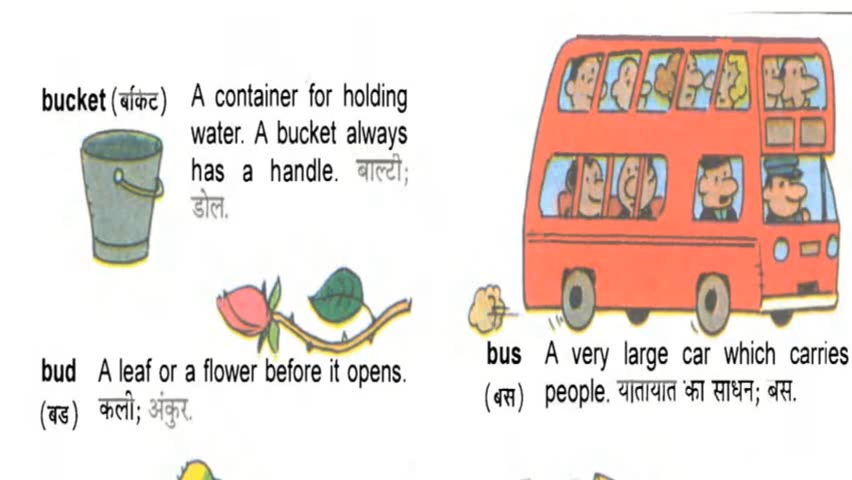 bucket (बकिट) A container for holding
water. A bucket always
has a handle. बाल्टी;
डोल.
bud A leaf or a flower before it opens.
(बड) कली; अंकुर.
bus A very large car which carries
(बस) people. यातायात का साधन; बस.